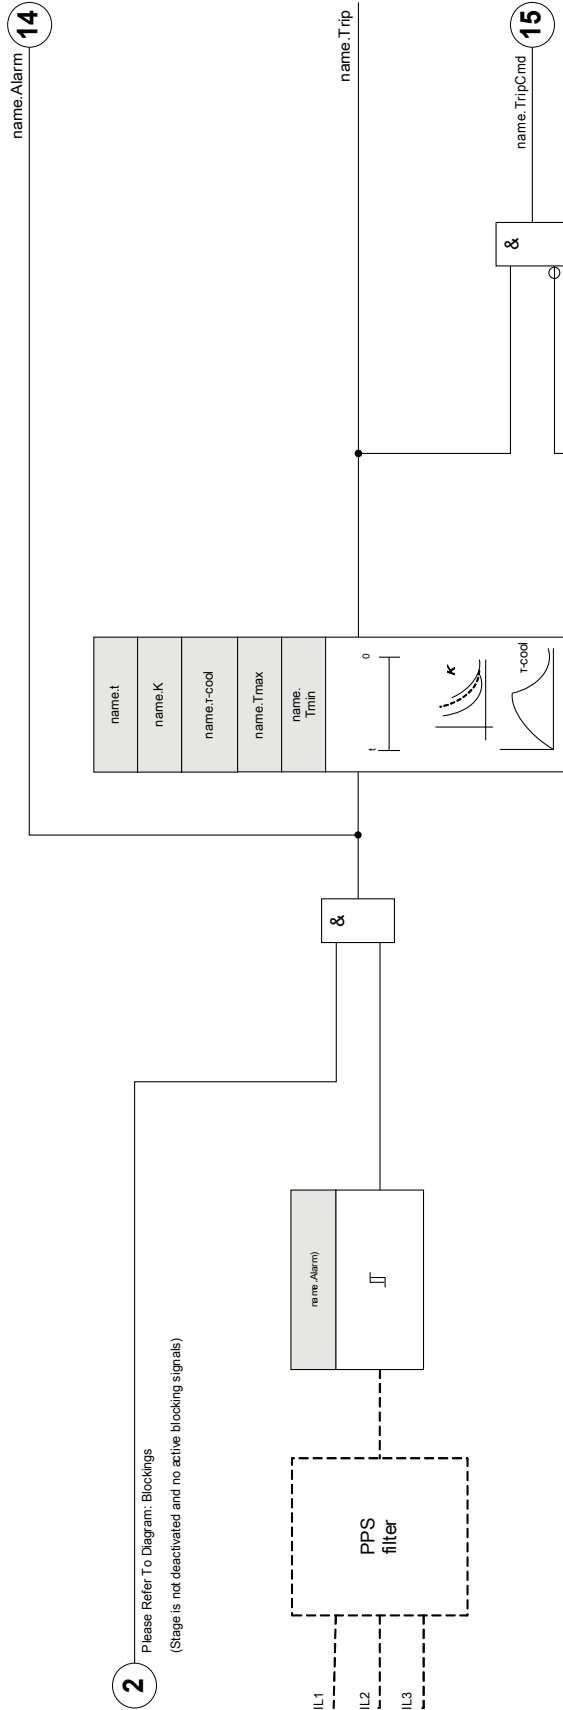 14
name.Alarm
name.Trip
15
name.TripCmd
&
name.t
name.K
name.τ-cool
name.Tmax
name.
Tmin
t
0
K
τ-cool
&
2
Please Refer To Diagram: Blockings
(Stage is not deactivated and no active blocking signals)
name.Alarm)
PPS
filter
IL1
IL2
IL3